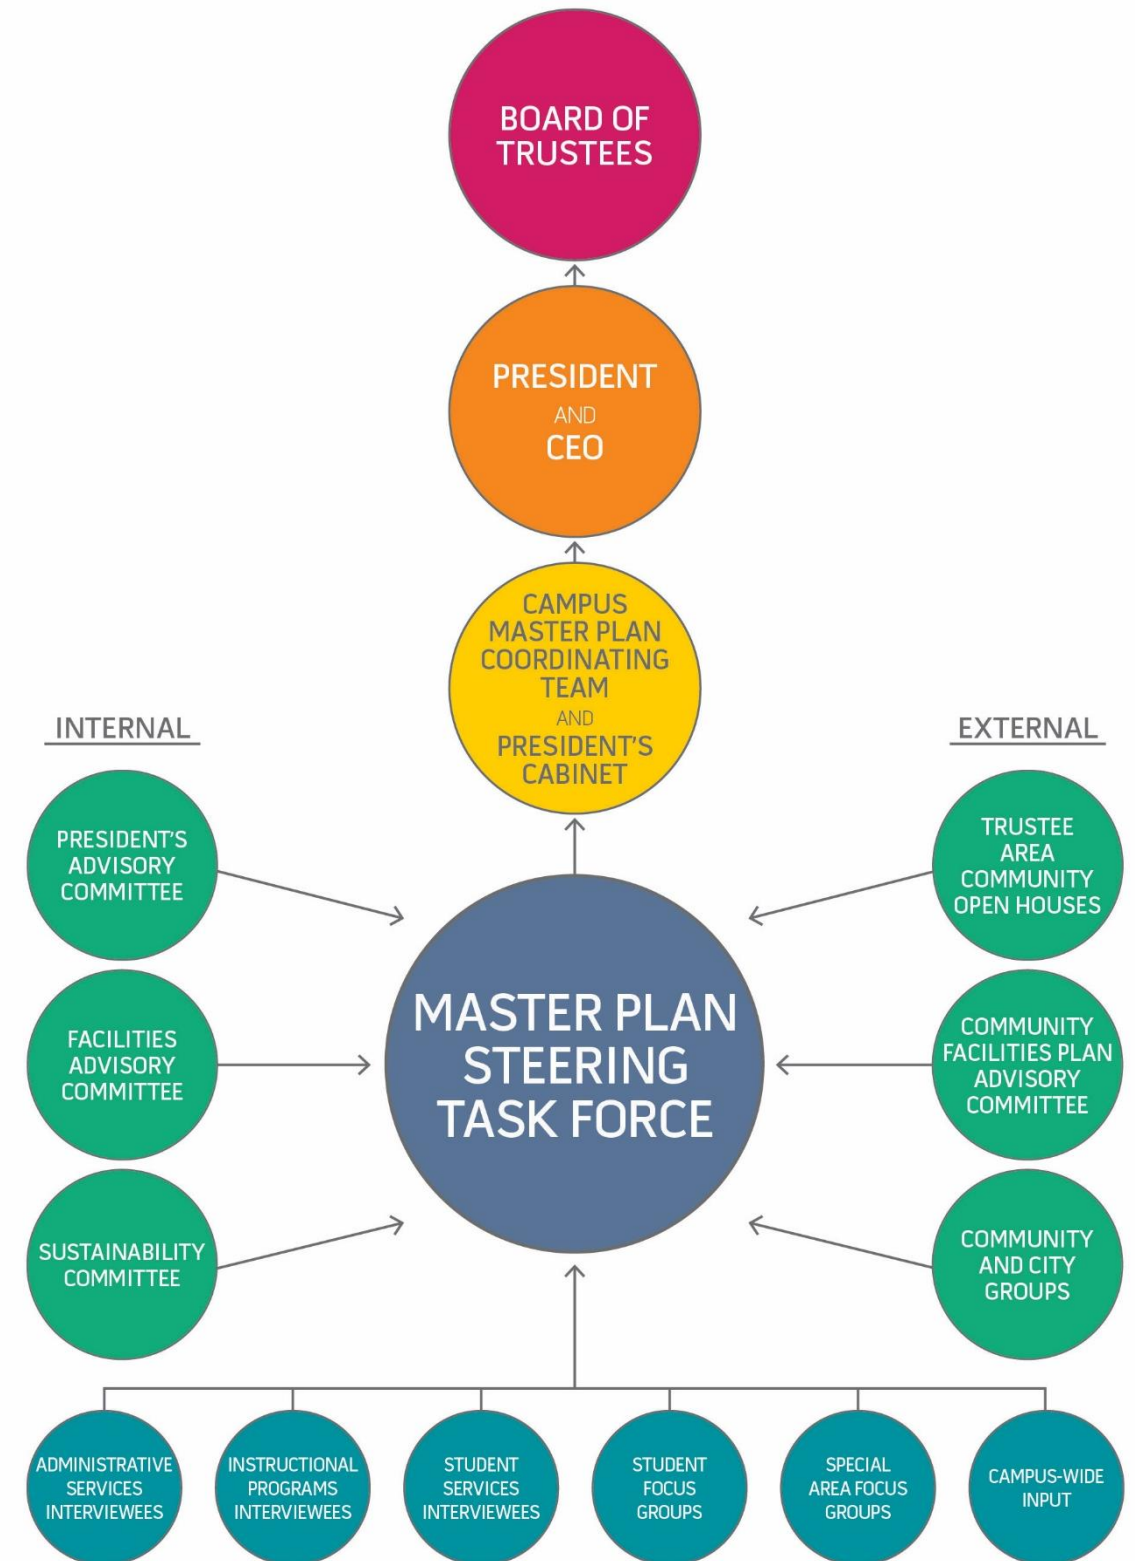 BOARD OF
TRUSTEES
PRESIDENT
AND
CEO
CAMPUS
MASTER PLAN
COORDINATING
TEAM
AND
PRESIDENT'S
CABINET
INTERNAL
PRESIDENT'S
ADVISORY
COMMITTEE
FACILITIES
ADVISORY
COMMITTEE
SUSTAINABILITY
COMMITTEE
MASTER PLAN
STEERING
TASK FORCE
EXTERNAL
TRUSTEE
AREA
COMMUNITY
OPEN HOUSES
COMMUNITY
FACILITIES PLAN
ADVISORY
COMMITTEE
COMMUNITY
AND CITY
GROUPS
ADMINISTRATIVE
SERVICES
INTERVIEWEES
INSTRUCTIONAL
PROGRAMS
INTERVIEWEES
STUDENT
SERVICES
INTERVIEWEES
STUDENT
FOCUS
GROUPS
SPECIAL
AREA FOCUS
GROUPS
CAMPUS-WIDE
INPUT